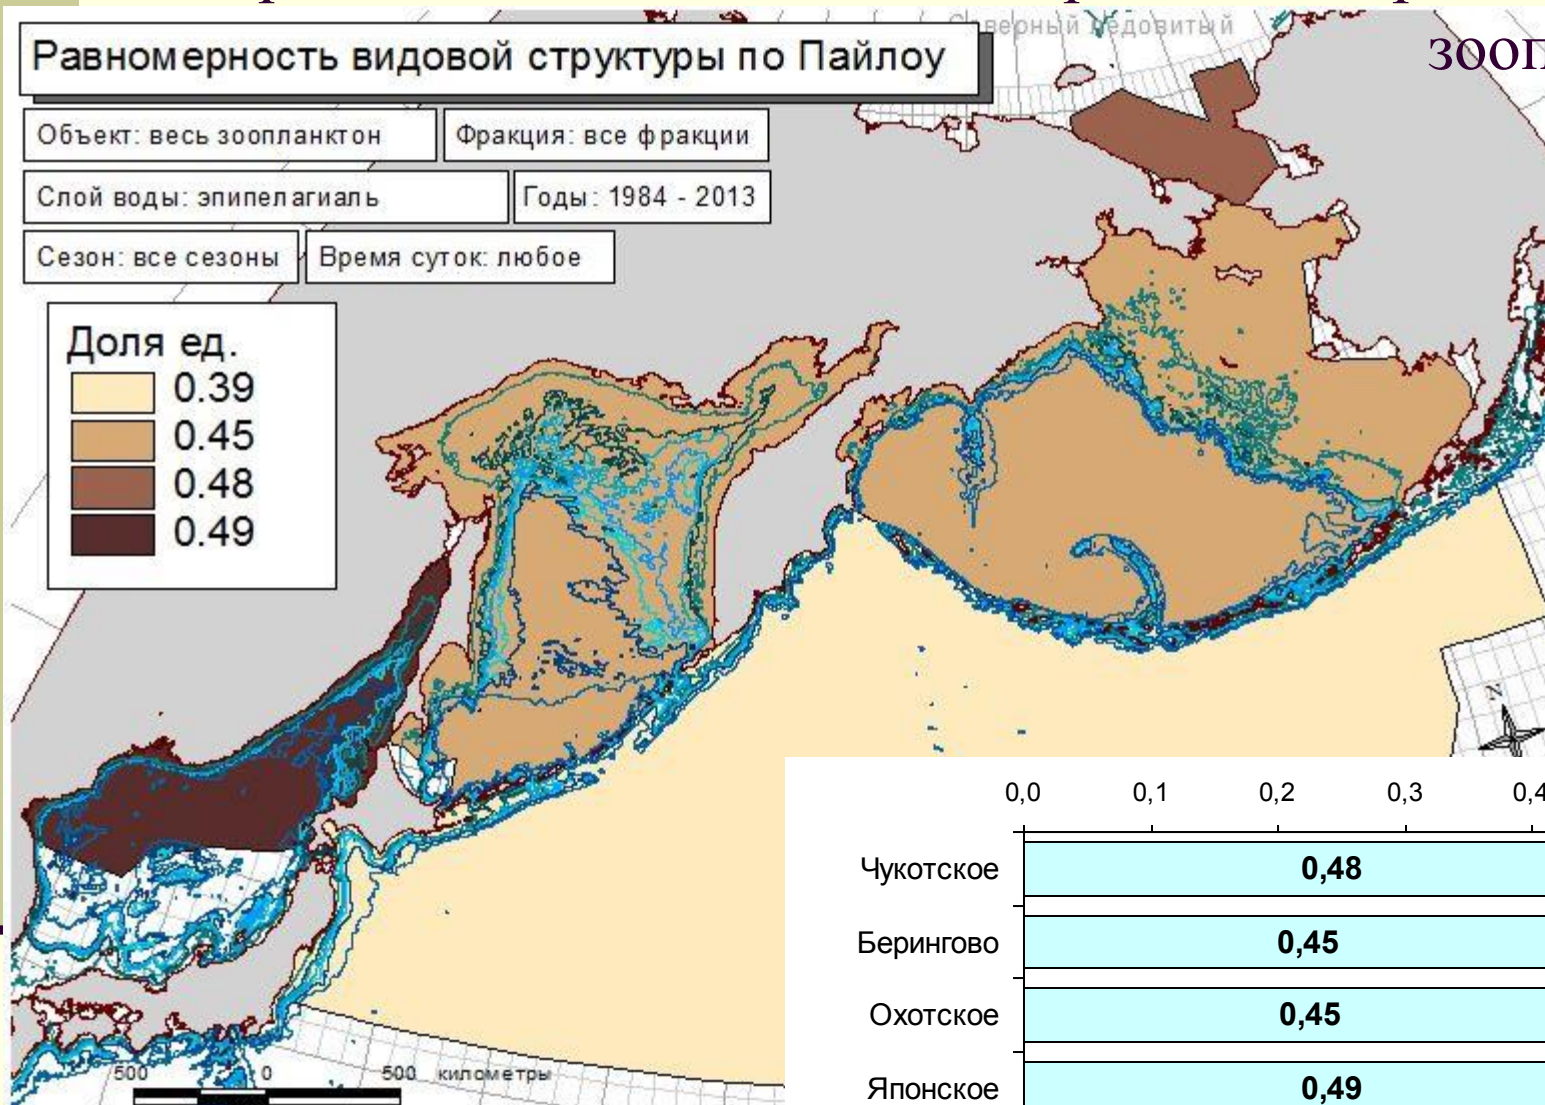 зооп
Северный Ледовитый
Равномерность видовой структуры по Пайлоу
Объект: весь зоопланктон
Фракция: все фракции
Слой воды: эпипелагиаль
Годы: 1984 - 2013
Сезон: все сезоны
Время суток: любое
Доля ед.
0.39
0.45
0.48
0.49
N
0,0 0,1 0,2 0,3 0,4
Чукотское 0,48
Берингово 0,45
Охотское 0,45
Японское 0,49
500 0 500 километры